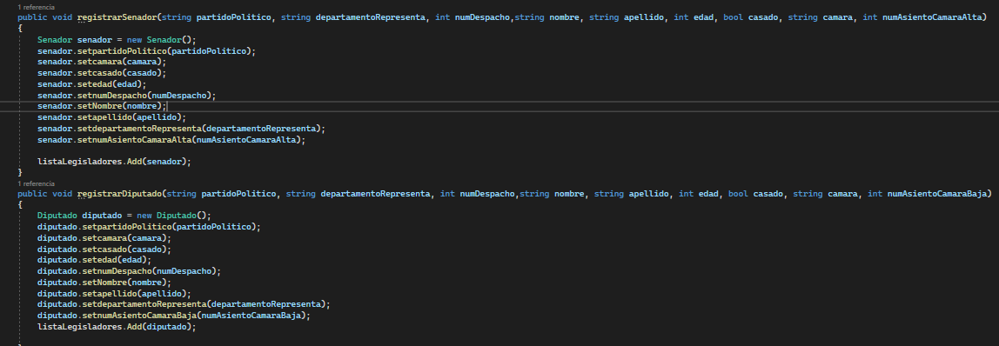 1 referencia
public void registrarSenador(string partidoPolitico, string departamentoRepresenta, int numDespacho,string nombre, string apellido, int edad, bool casado, string camara, int numAsientoCamaraAlta)
{
Senador senador = new Senador();
senador.setpartidoPolitico(partidoPolitico);
senador.setcamara(camara);
senador.setcasado(casado);
senador.setedad(edad);
senador.setnumDespacho(numDespacho);
senador.setNombre(nombre);
senador.setapellido(apellido);
senador.setdepartamentoRepresenta(departamentoRepresenta);
senador.setnumAsientoCamaraAlta(numAsientoCamaraAlta);
listaLegisladores.Add(senador);
}
1 referencia
public void registrarDiputado(string partidoPolitico, string departamentoRepresenta, int numDespacho,string nombre, string apellido, int edad, bool casado, string camara, int numAsientoCamaraBaja)
{
Diputado diputado = new Diputado();
diputado.setpartidoPolitico(partidoPolitico);
diputado.setcamara(camara);
diputado.setcasado(casado);
diputado.setedad(edad);
diputado.setnumDespacho(numDespacho);
diputado.setNombre(nombre);
diputado.setapellido(apellido);
diputado.setdepartamentoRepresenta(departamentoRepresenta);
diputado.setnumAsientoCamaraBaja(numAsientoCamaraBaja);
listaLegisladores.Add(diputado);
}